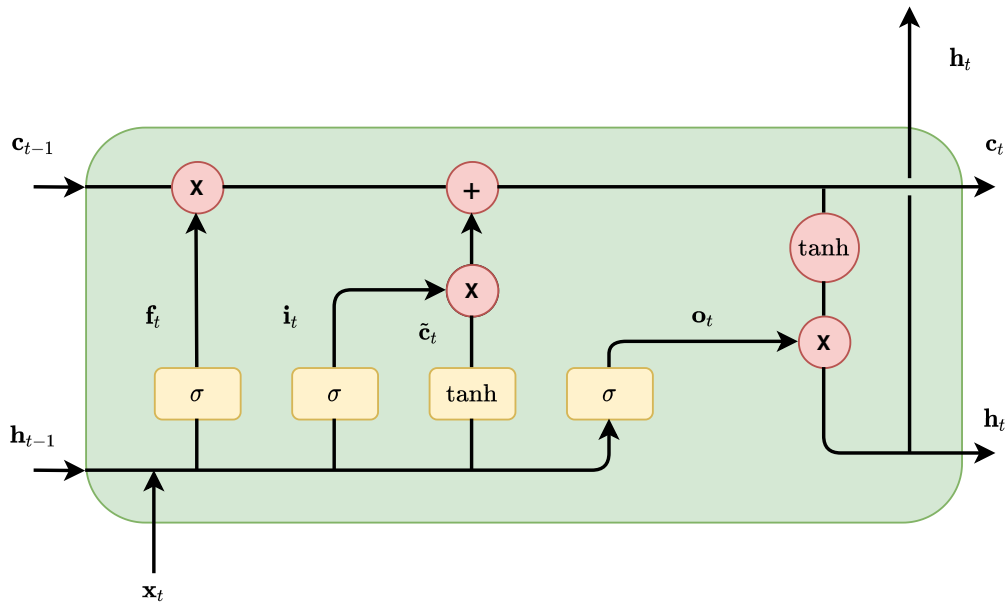 h_t
c_{t-1}
c_t
x
+
tanh
x
f_t
i_t
c̃_t
o_t
x
σ
σ
tanh
σ
h_{t-1}
h_t
x_t